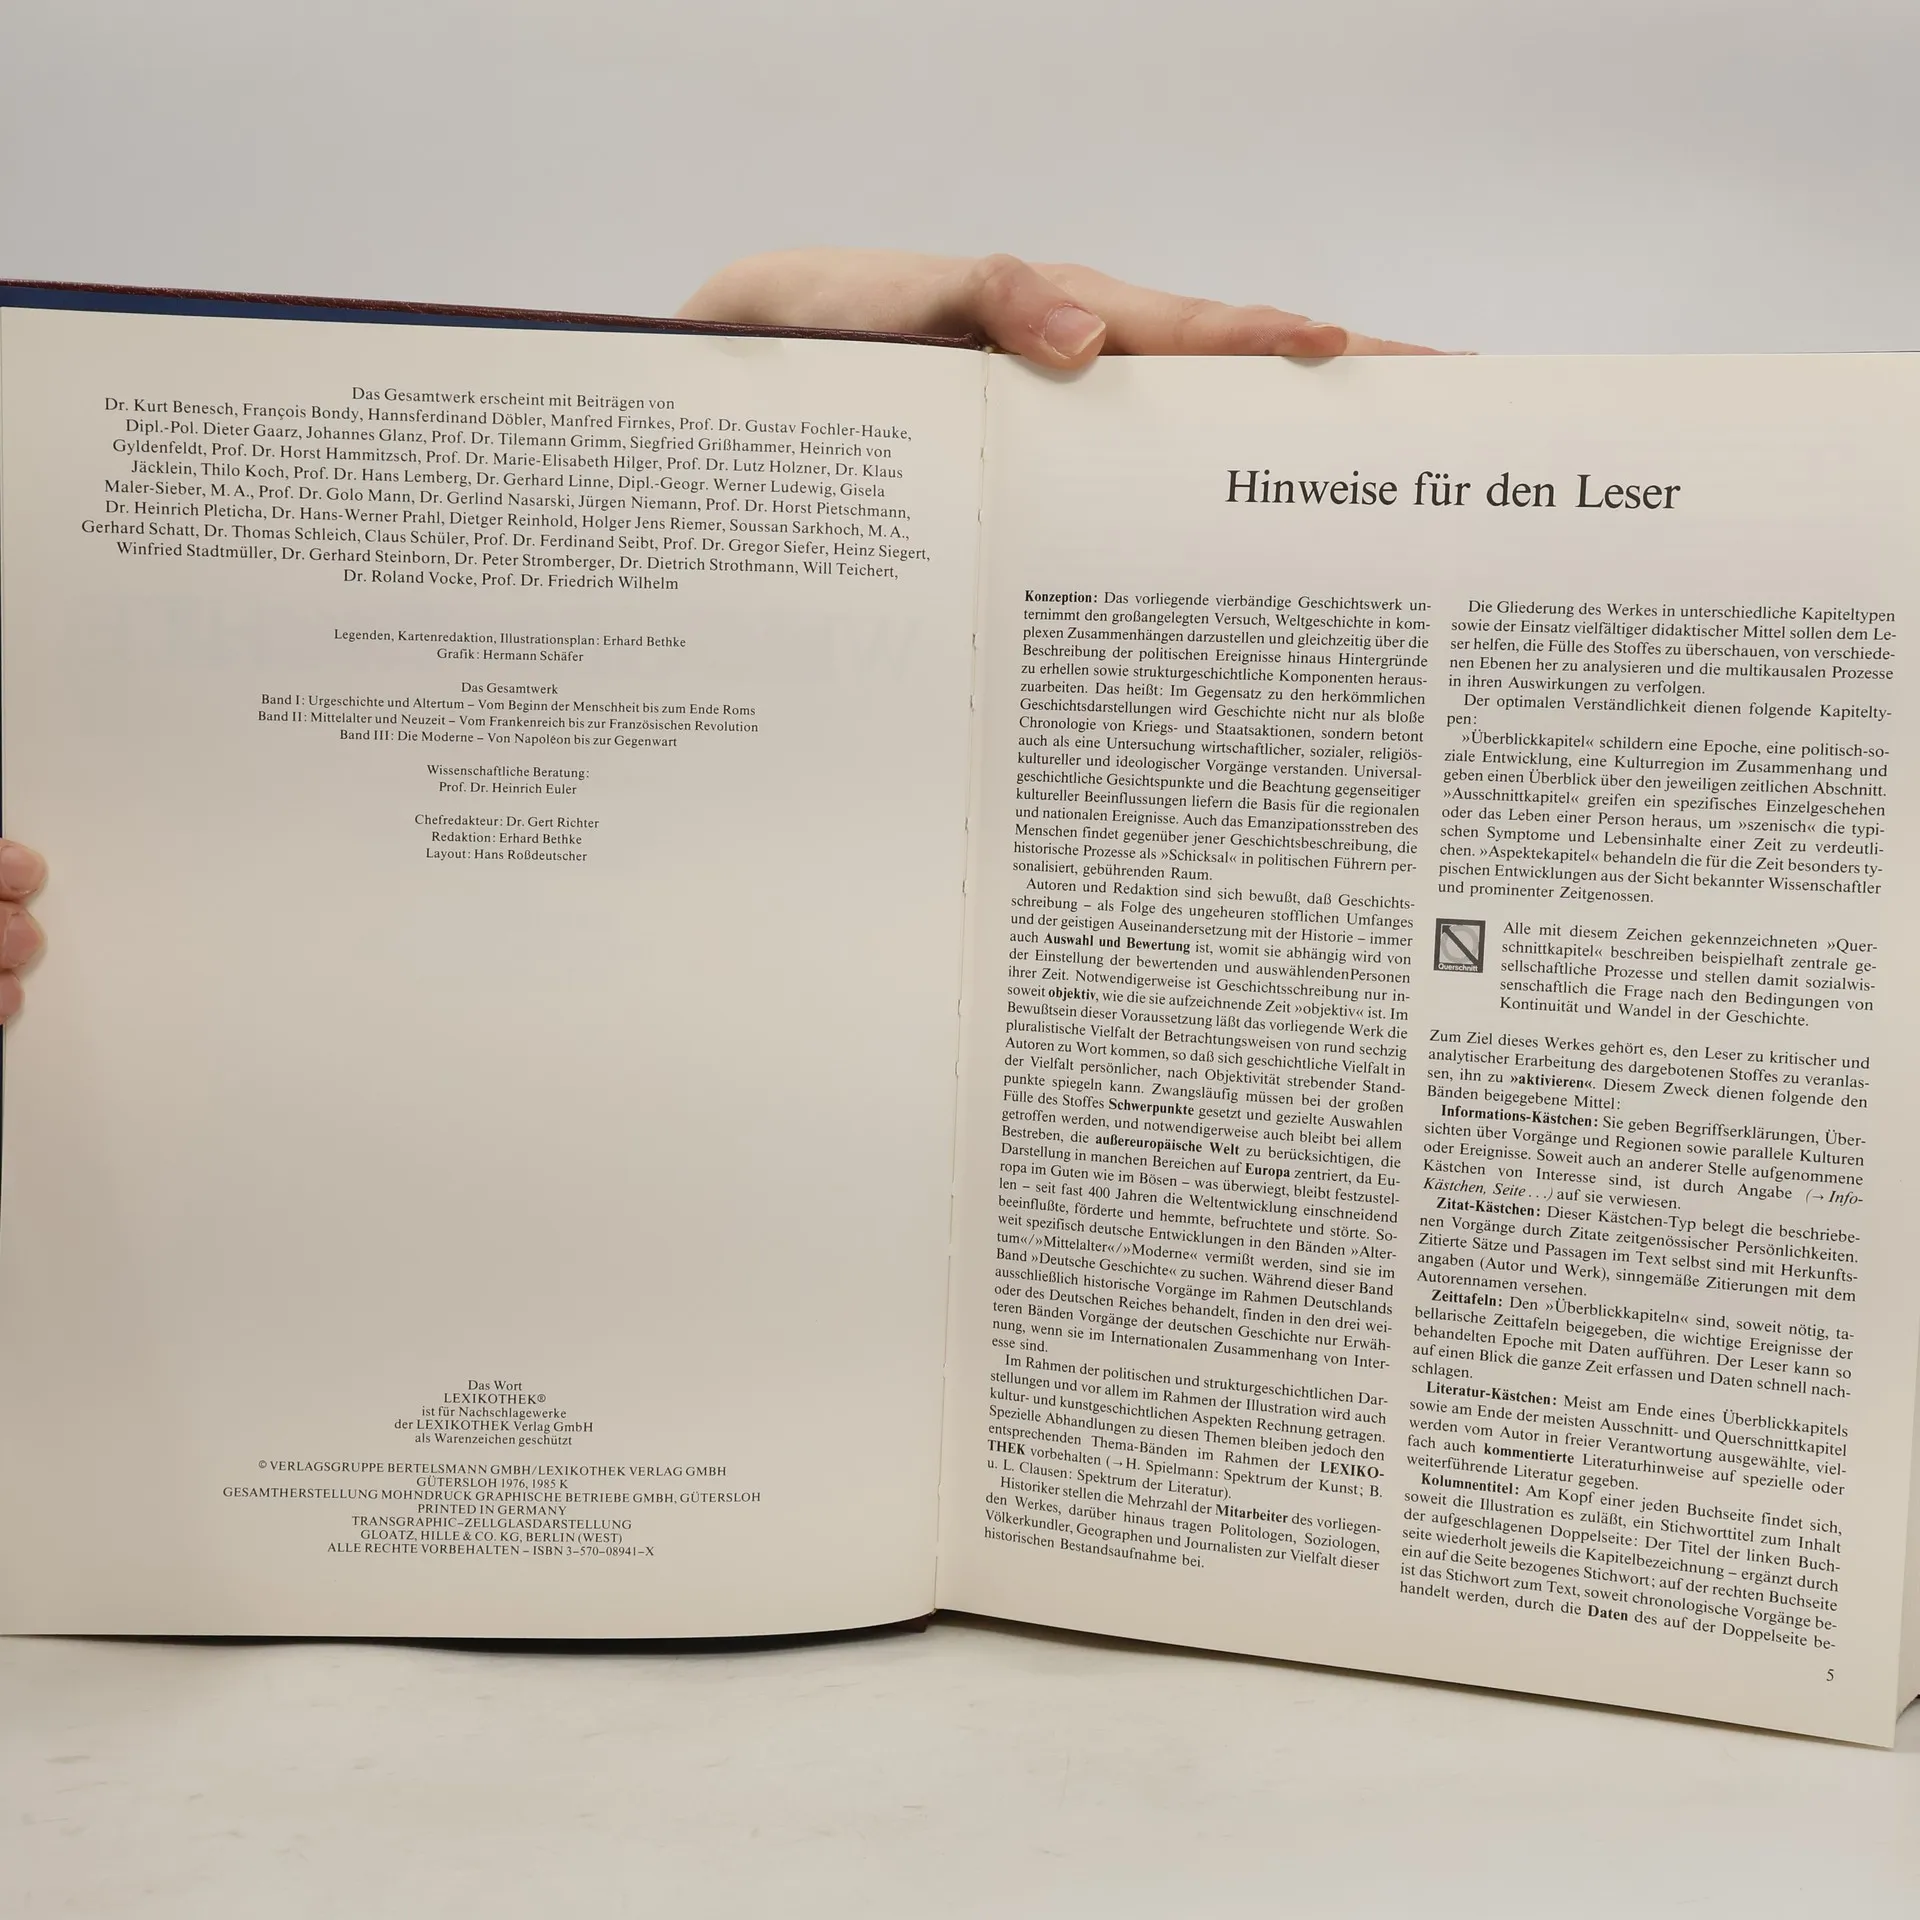 Das Gesamtwerk erscheint mit Beiträgen von
Dr. Kurt Benesch, François Bondy, Hannsferdinand Döbler, Manfred Firnkes, Prof. Dr. Gustav Fochler-Hauke,
Dipl.-Pol. Dieter Gaarz, Johannes Glanz, Prof. Dr. Tilemann Grimm, Siegfried Grißhammer, Heinrich von
Gyldenfeldt, Prof. Dr. Horst Hammitzsch, Prof. Dr. Marie-Elisabeth Hilger, Prof. Dr. Lutz Holzner, Dr. Klaus
Jäcklein, Thilo Koch, Prof. Dr. Hans Lemberg, Dr. Gerhard Linne, Dipl.-Geogr. Werner Ludewig, Gisela
Maler-Sieber, M. A., Prof. Dr. Golo Mann, Dr. Gerlind Nasarski, Jürgen Niemann, Prof. Dr. Horst Pietschmann,
Dr. Heinrich Pleticha, Dr. Hans-Werner Prahl, Dietger Reinhold, Holger Jens Riemer, Soussan Sarkhoch, M. A.,
Gerhard Schatt, Dr. Thomas Schleich, Claus Schüler, Prof. Dr. Ferdinand Seibt, Prof. Dr. Gregor Siefer, Heinz Siegert,
Winfried Stadtmüller, Dr. Gerhard Steinborn, Dr. Peter Stromberger, Dr. Dietrich Strothmann, Will Teichert,
Dr. Roland Vocke, Prof. Dr. Friedrich Wilhelm
Legenden, Kartenredaktion, Illustrationsplan: Erhard Bethke
Grafik: Hermann Schäfer
Das Gesamtwerk
Band I: Urgeschichte und Altertum – Vom Beginn der Menschheit bis zum Ende Roms
Band II: Mittelalter und Neuzeit – Vom Frankenreich bis zur Französischen Revolution
Band III: Die Moderne – Von Napoléon bis zur Gegenwart
Wissenschaftliche Beratung:
Prof. Dr. Heinrich Euler
Chefredakteur: Dr. Gert Richter
Redaktion: Erhard Bethke
Layout: Hans Roßdeutscher
Das Wort
LEXIKOTHEK®
ist für Nachschlagewerke
der LEXIKOTHEK Verlag GmbH
als Warenzeichen geschützt
© VERLAGSGRUPPE BERTELSMANN GMBH/LEXIKOTHEK VERLAG GMBH
GÜTERSLOH 1976, 1985 K
GESAMTHERSTELLUNG MOHNDRUCK GRAPHISCHE BETRIEBE GMBH, GÜTERSLOH
PRINTED IN GERMANY
TRANSGRAPHIC–ZELLGLASDARSTELLUNG
GLOATZ, HILLE & CO. KG, BERLIN (WEST)
ALLE RECHTE VORBEHALTEN – ISBN 3–570–08941–X
Hinweise für den Leser
Konzeption: Das vorliegende vierbändige Geschichtswerk un-
ternimmt den großangelegten Versuch, Weltgeschichte in kom-
plexen Zusammenhängen darzustellen und gleichzeitig über die
Beschreibung der politischen Ereignisse hinaus Hintergründe
zu erhellen sowie strukturgeschichtliche Komponenten heraus-
zuarbeiten. Das heißt: Im Gegensatz zu den herkömmlichen
Geschichtsdarstellungen wird Geschichte nicht nur als bloße
Chronologie von Kriegs- und Staatsaktionen, sondern betont
auch als eine Untersuchung wirtschaftlicher, sozialer, religiös-
kultureller und ideologischer Vorgänge verstanden. Universal-
geschichtliche Gesichtspunkte und die Beachtung gegenseitiger
kultureller Beeinflussungen liefern die Basis für die regionalen
und nationalen Ereignisse. Auch das Emanzipationsstreben des
Menschen findet gegenüber jener Geschichtsbeschreibung, die
historische Prozesse als »Schicksal« in politischen Führern per-
sonalisiert, gebührenden Raum.
Autoren und Redaktion sind sich bewußt, daß Geschichts-
schreibung – als Folge des ungeheuren stofflichen Umfanges
und der geistigen Auseinandersetzung mit der Historie – immer
auch Auswahl und Bewertung ist, womit sie abhängig wird von
der Einstellung der bewertenden und auswählendenPersonen
ihrer Zeit. Notwendigerweise ist Geschichtsschreibung nur in-
soweit objektiv, wie die sie aufzeichnende Zeit »objektiv« ist. Im
Bewußtsein dieser Voraussetzung läßt das vorliegende Werk die
pluralistische Vielfalt der Betrachtungsweisen von rund sechzig
Autoren zu Wort kommen, so daß sich geschichtliche Vielfalt in
der Vielfalt persönlicher, nach Objektivität strebender Stand-
punkte spiegeln kann. Zwangsläufig müssen bei der großen
Fülle des Stoffes Schwerpunkte gesetzt und gezielte Auswahlen
getroffen werden, und notwendigerweise auch bleibt bei allem
Bestreben, die außereuropäische Welt zu berücksichtigen, die
Darstellung in manchen Bereichen auf Europa zentriert, da Eu-
ropa im Guten wie im Bösen – was überwiegt, bleibt festzustel-
len – seit fast 400 Jahren die Weltentwicklung einschneidend
beeinflußte, förderte und hemmte, befruchtete und störte. So-
weit spezifisch deutsche Entwicklungen in den Bänden »Alter-
tum«/»Mittelalter«/»Moderne« vermißt werden, sind sie im
Band »Deutsche Geschichte« zu suchen. Während dieser Band
ausschließlich historische Vorgänge im Rahmen Deutschlands
oder des Deutschen Reiches behandelt, finden in den drei wei-
teren Bänden Vorgänge der deutschen Geschichte nur Erwäh-
nung, wenn sie im Internationalen Zusammenhang von Inter-
esse sind.
Im Rahmen der politischen und strukturgeschichtlichen Dar-
stellungen und vor allem im Rahmen der Illustration wird auch
kultur- und kunstgeschichtlichen Aspekten Rechnung getragen.
Spezielle Abhandlungen zu diesen Themen bleiben jedoch den
entsprechenden Thema-Bänden im Rahmen der LEXIKO-
THEK vorbehalten (→ H. Spielmann: Spektrum der Kunst; B.
u. L. Clausen: Spektrum der Literatur).
Historiker stellen die Mehrzahl der Mitarbeiter des vorliegen-
den Werkes, darüber hinaus tragen Politologen, Soziologen,
Völkerkundler, Geographen und Journalisten zur Vielfalt dieser
historischen Bestandsaufnahme bei.
Die Gliederung des Werkes in unterschiedliche Kapiteltypen
sowie der Einsatz vielfältiger didaktischer Mittel sollen dem Le-
ser helfen, die Fülle des Stoffes zu überschauen, von verschiede-
nen Ebenen her zu analysieren und die multikausalen Prozesse
in ihren Auswirkungen zu verfolgen.
Der optimalen Verständlichkeit dienen folgende Kapitelty-
pen:
»Überblickkapitel« schildern eine Epoche, eine politisch-so-
ziale Entwicklung, eine Kulturregion im Zusammenhang und
geben einen Überblick über den jeweiligen zeitlichen Abschnitt.
»Ausschnittkapitel« greifen ein spezifisches Einzelgeschehen
oder das Leben einer Person heraus, um »szenisch« die typi-
schen Symptome und Lebensinhalte einer Zeit zu verdeutli-
chen. »Aspektekapitel« behandeln die für die Zeit besonders ty-
pischen Entwicklungen aus der Sicht bekannter Wissenschaftler
und prominenter Zeitgenossen.
Querschnitt
Alle mit diesem Zeichen gekennzeichneten »Quer-
schnittkapitel« beschreiben beispielhaft zentrale ge-
sellschaftliche Prozesse und stellen damit sozialwis-
senschaftlich die Frage nach den Bedingungen von
Kontinuität und Wandel in der Geschichte.
Zum Ziel dieses Werkes gehört es, den Leser zu kritischer und
analytischer Erarbeitung des dargebotenen Stoffes zu veranlas-
sen, ihn zu »aktivieren«. Diesem Zweck dienen folgende den
Bänden beigegebene Mittel:
Informations-Kästchen: Sie geben Begriffserklärungen, Über-
sichten über Vorgänge und Regionen sowie parallele Kulturen
oder Ereignisse. Soweit auch an anderer Stelle aufgenommene
Kästchen von Interesse sind, ist durch Angabe (→ Info-
Kästchen, Seite . . .) auf sie verwiesen.
Zitat-Kästchen: Dieser Kästchen-Typ belegt die beschriebe-
nen Vorgänge durch Zitate zeitgenössischer Persönlichkeiten.
Zitierte Sätze und Passagen im Text selbst sind mit Herkunfts-
angaben (Autor und Werk), sinngemäße Zitierungen mit dem
Autorennamen versehen.
Zeittafeln: Den »Überblickkapiteln« sind, soweit nötig, ta-
bellarische Zeittafeln beigegeben, die wichtige Ereignisse der
behandelten Epoche mit Daten aufführen. Der Leser kann so
auf einen Blick die ganze Zeit erfassen und Daten schnell nach-
schlagen.
Literatur-Kästchen: Meist am Ende eines Überblickkapitels
sowie am Ende der meisten Ausschnitt- und Querschnittkapitel
werden vom Autor in freier Verantwortung ausgewählte, viel-
fach auch kommentierte Literaturhinweise auf spezielle oder
weiterführende Literatur gegeben.
Kolumnentitel: Am Kopf einer jeden Buchseite findet sich,
soweit die Illustration es zuläßt, ein Stichworttitel zum Inhalt
der aufgeschlagenen Doppelseite: Der Titel der linken Buch-
seite wiederholt jeweils die Kapitelbezeichnung – ergänzt durch
ein auf die Seite bezogenes Stichwort; auf der rechten Buchseite
ist das Stichwort zum Text, soweit chronologische Vorgänge be-
handelt werden, durch die Daten des auf der Doppelseite be-
5